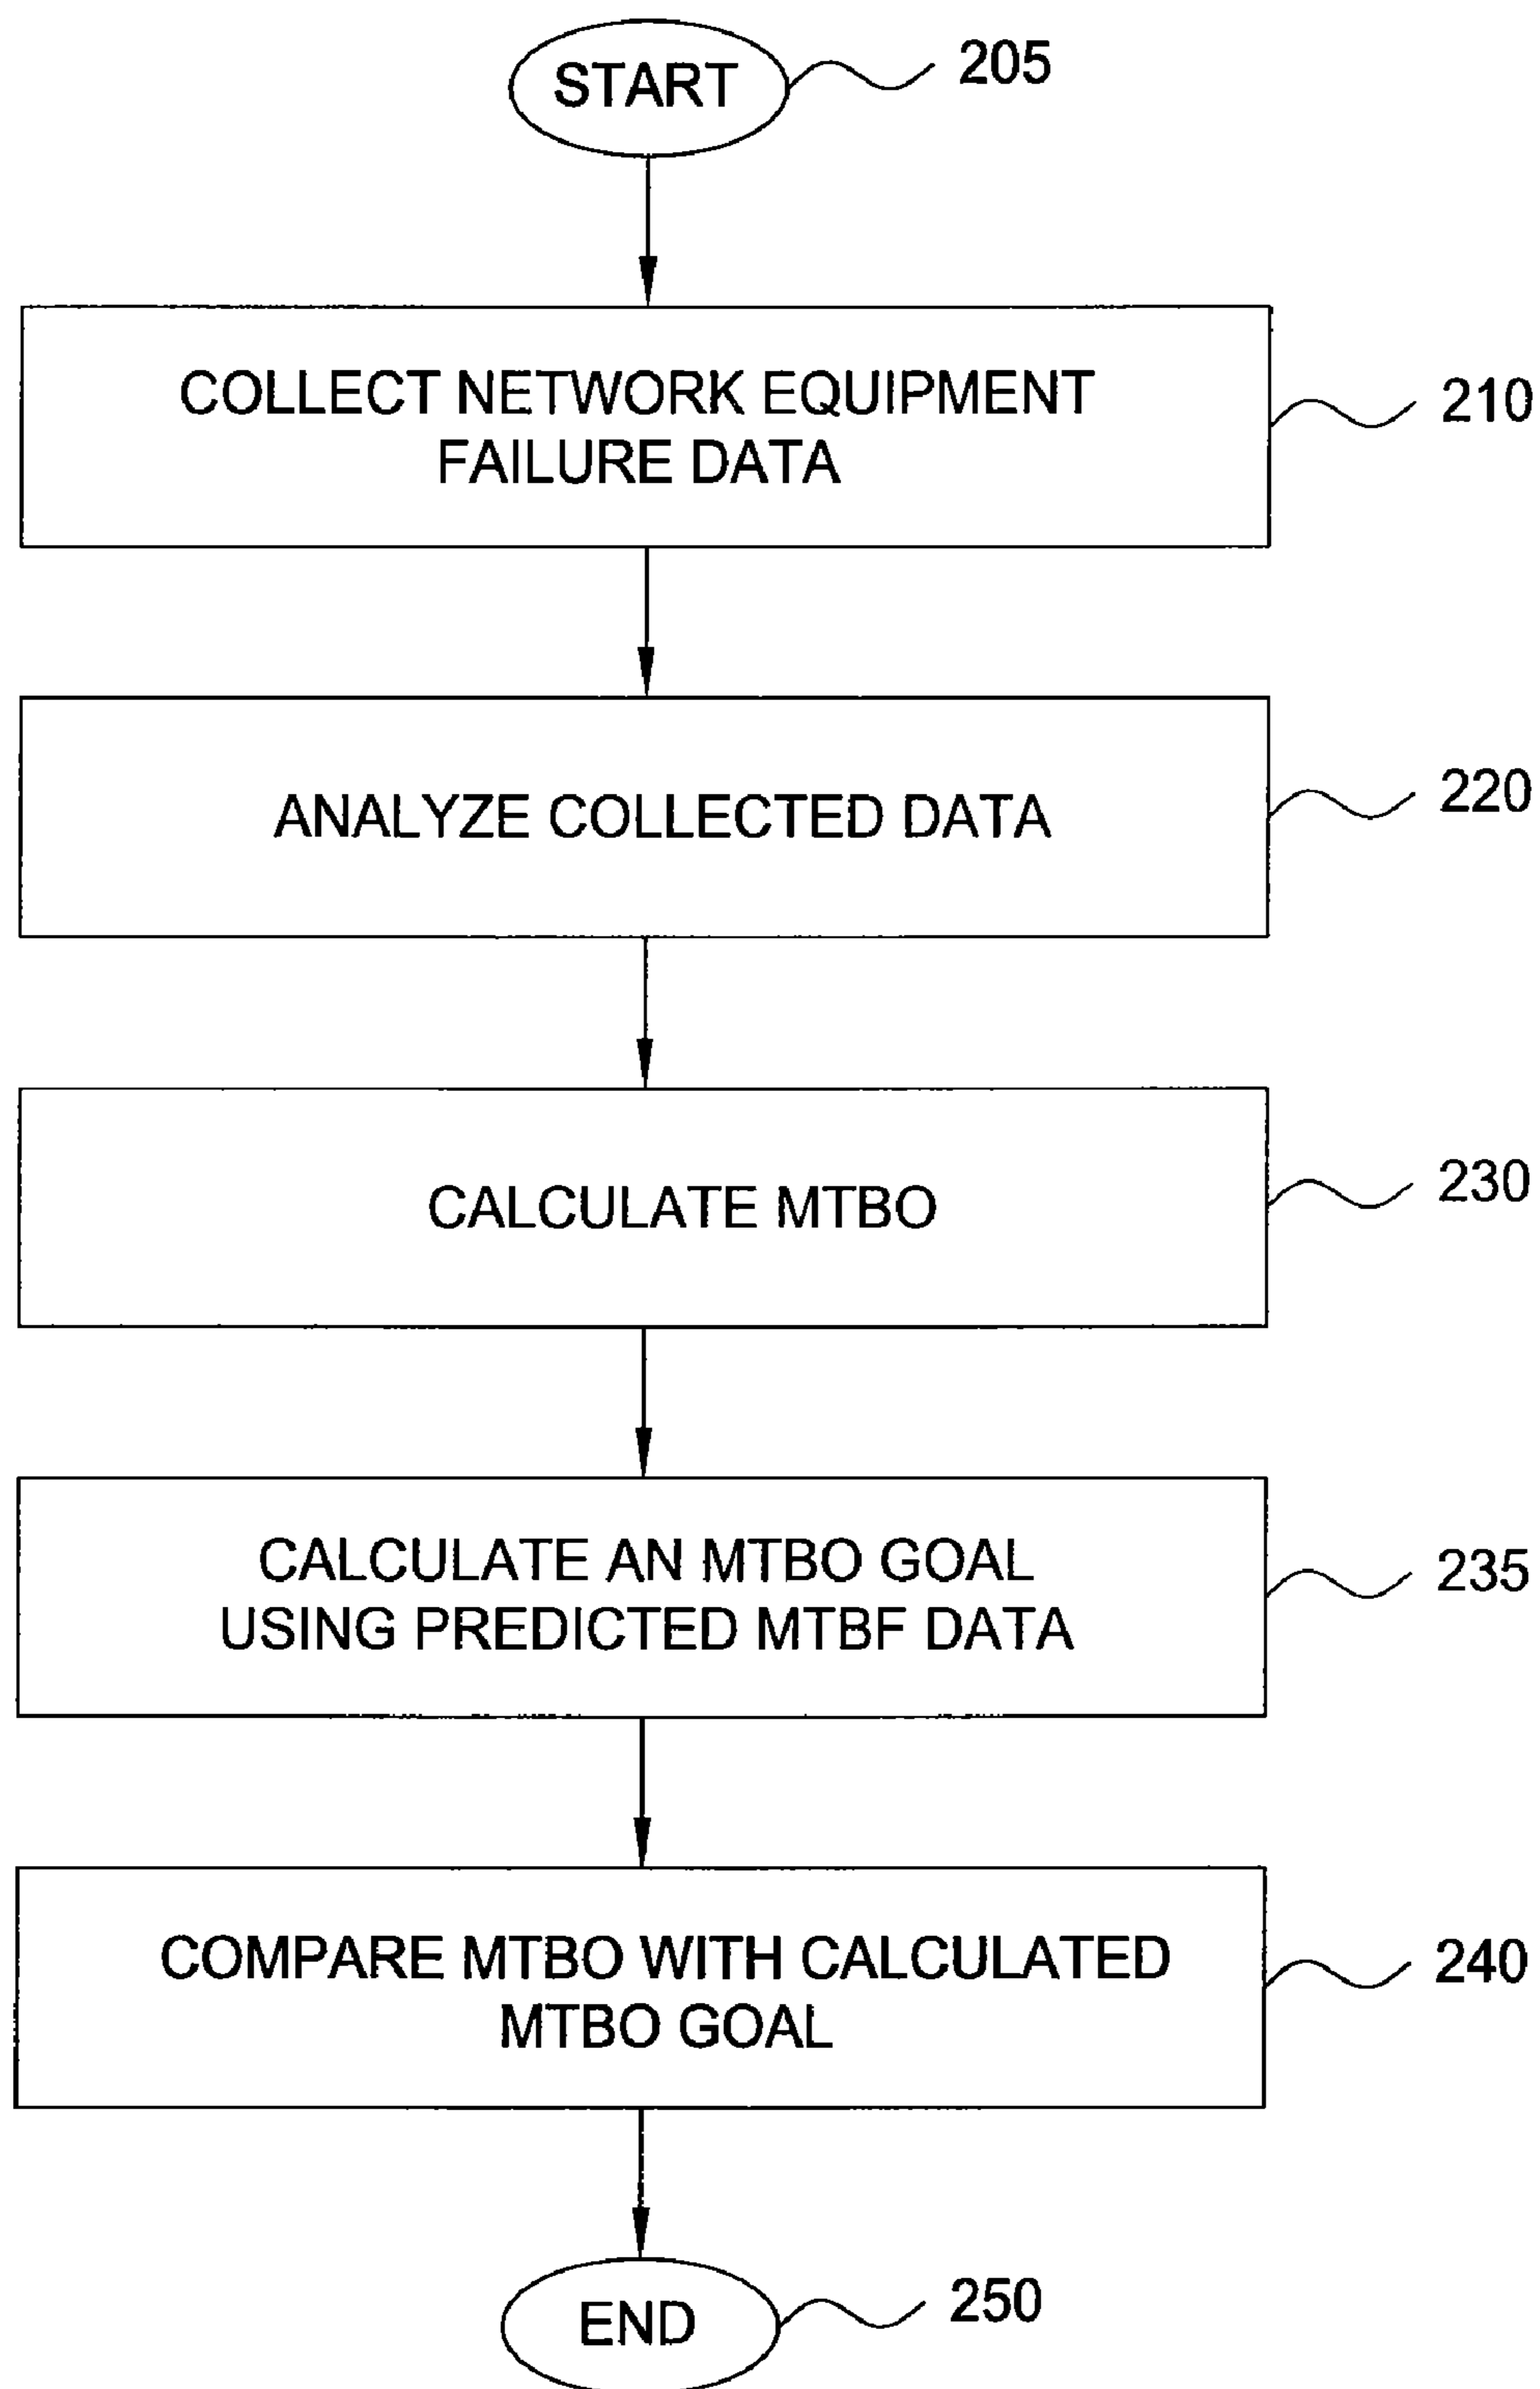 START
205
COLLECT NETWORK EQUIPMENT
FAILURE DATA
210
ANALYZE COLLECTED DATA
220
CALCULATE MTBO
230
CALCULATE AN MTBO GOAL
USING PREDICTED MTBF DATA
235
COMPARE MTBO WITH CALCULATED
MTBO GOAL
240
END
250